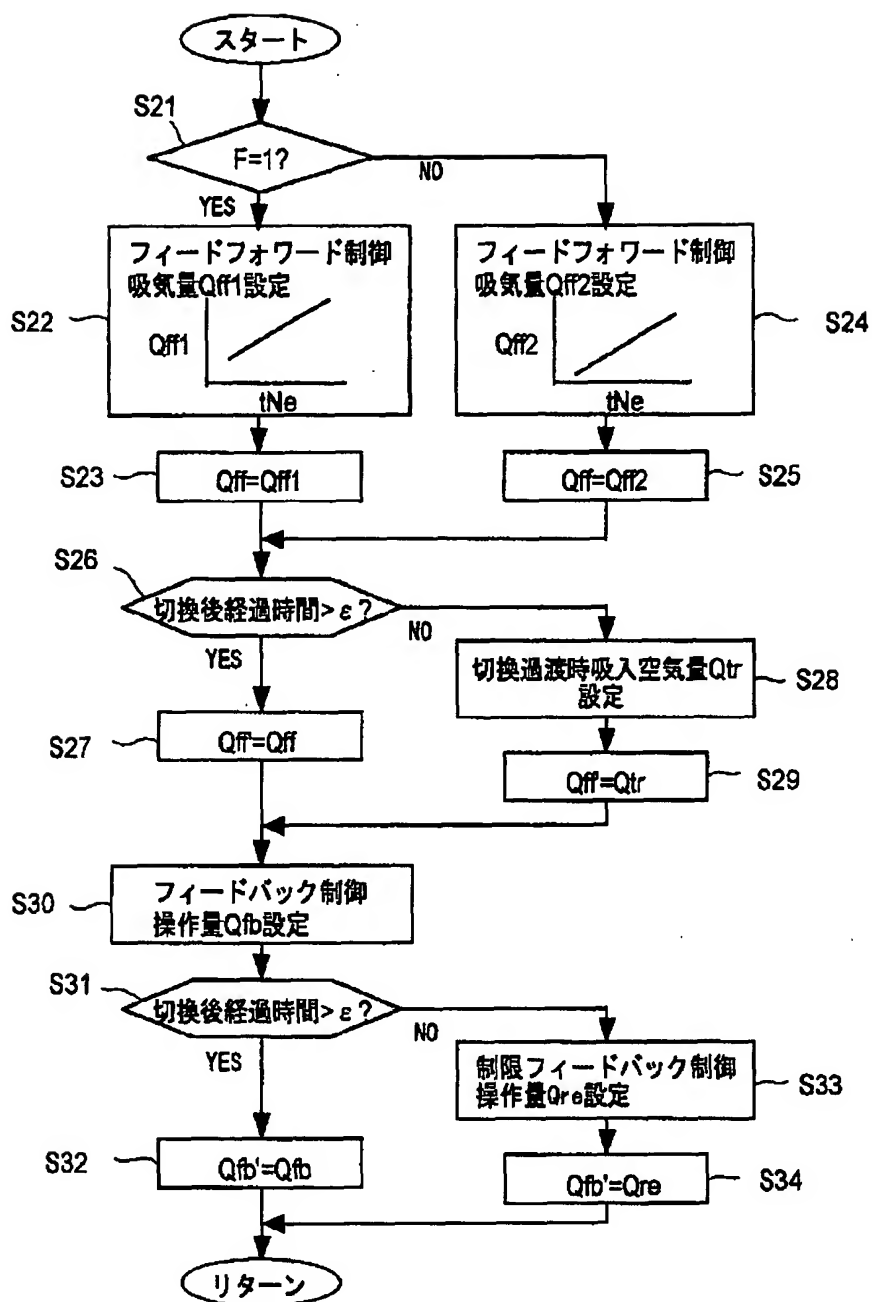 スタート
S21
F=1?
NO
YES
フィードフォワード制御
吸気量Qff1設定
Qff1
tNe
S22
フィードフォワード制御
吸気量Qff2設定
Qff2
tNe
S24
S23
Qff=Qff1
Qff=Qff2
S25
S26
切換後経過時間>ε?
NO
YES
切換過渡時吸入空気量Qtr
設定
S28
S27
Qff'=Qff
Qff'=Qtr
S29
S30
フィードバック制御
操作量Qfb設定
S31
切換後経過時間>ε?
NO
YES
制限フィードバック制御
操作量Qre設定
S33
S32
Qfb'=Qfb
Qfb'=Qre
S34
リターン